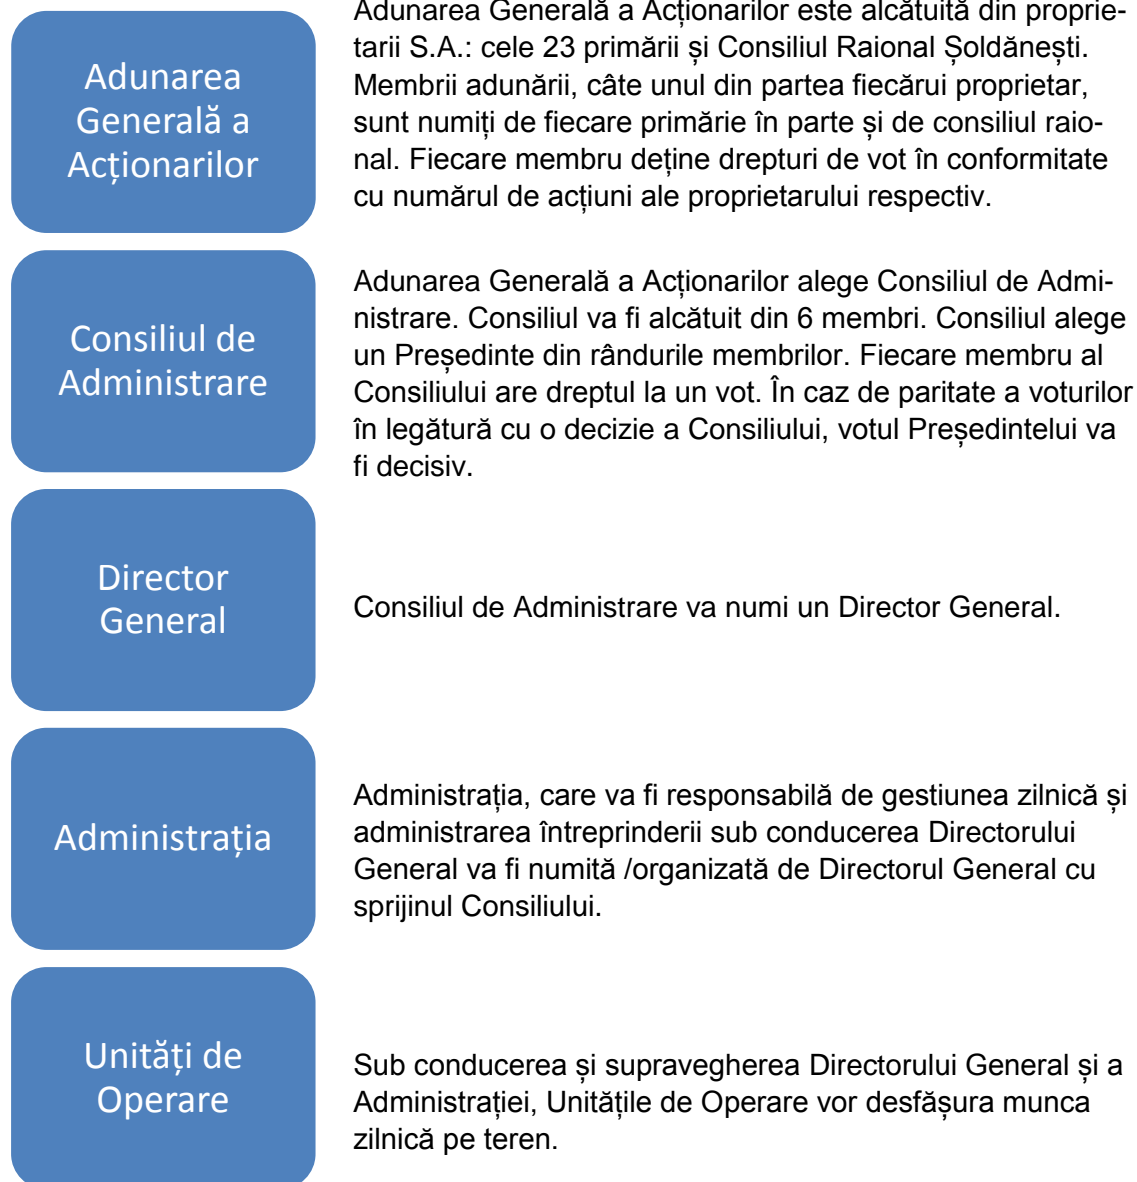 Adunarea Generală a Acționarilor este alcătuită din proprie-
tarii S.A.: cele 23 primării și Consiliul Raional Șoldănești.
Membrii adunării, câte unul din partea fiecărui proprietar,
sunt numiți de fiecare primărie în parte și de consiliul raio-
nal. Fiecare membru deține drepturi de vot în conformitate
cu numărul de acțiuni ale proprietarului respectiv.
Adunarea
Generală a
Acționarilor
Adunarea Generală a Acționarilor alege Consiliul de Admi-
nistrare. Consiliul va fi alcătuit din 6 membri. Consiliul alege
un Președinte din rândurile membrilor. Fiecare membru al
Consiliului are dreptul la un vot. În caz de paritate a voturilor
în legătură cu o decizie a Consiliului, votul Președintelui va
fi decisiv.
Consiliul de
Administrare
Director
General
Consiliul de Administrare va numi un Director General.
Administrația
Administrația, care va fi responsabilă de gestiunea zilnică și
administrarea întreprinderii sub conducerea Directorului
General va fi numită /organizată de Directorul General cu
sprijinul Consiliului.
Unități de
Operare
Sub conducerea și supravegherea Directorului General și a
Administrației, Unitățile de Operare vor desfășura munca
zilnică pe teren.